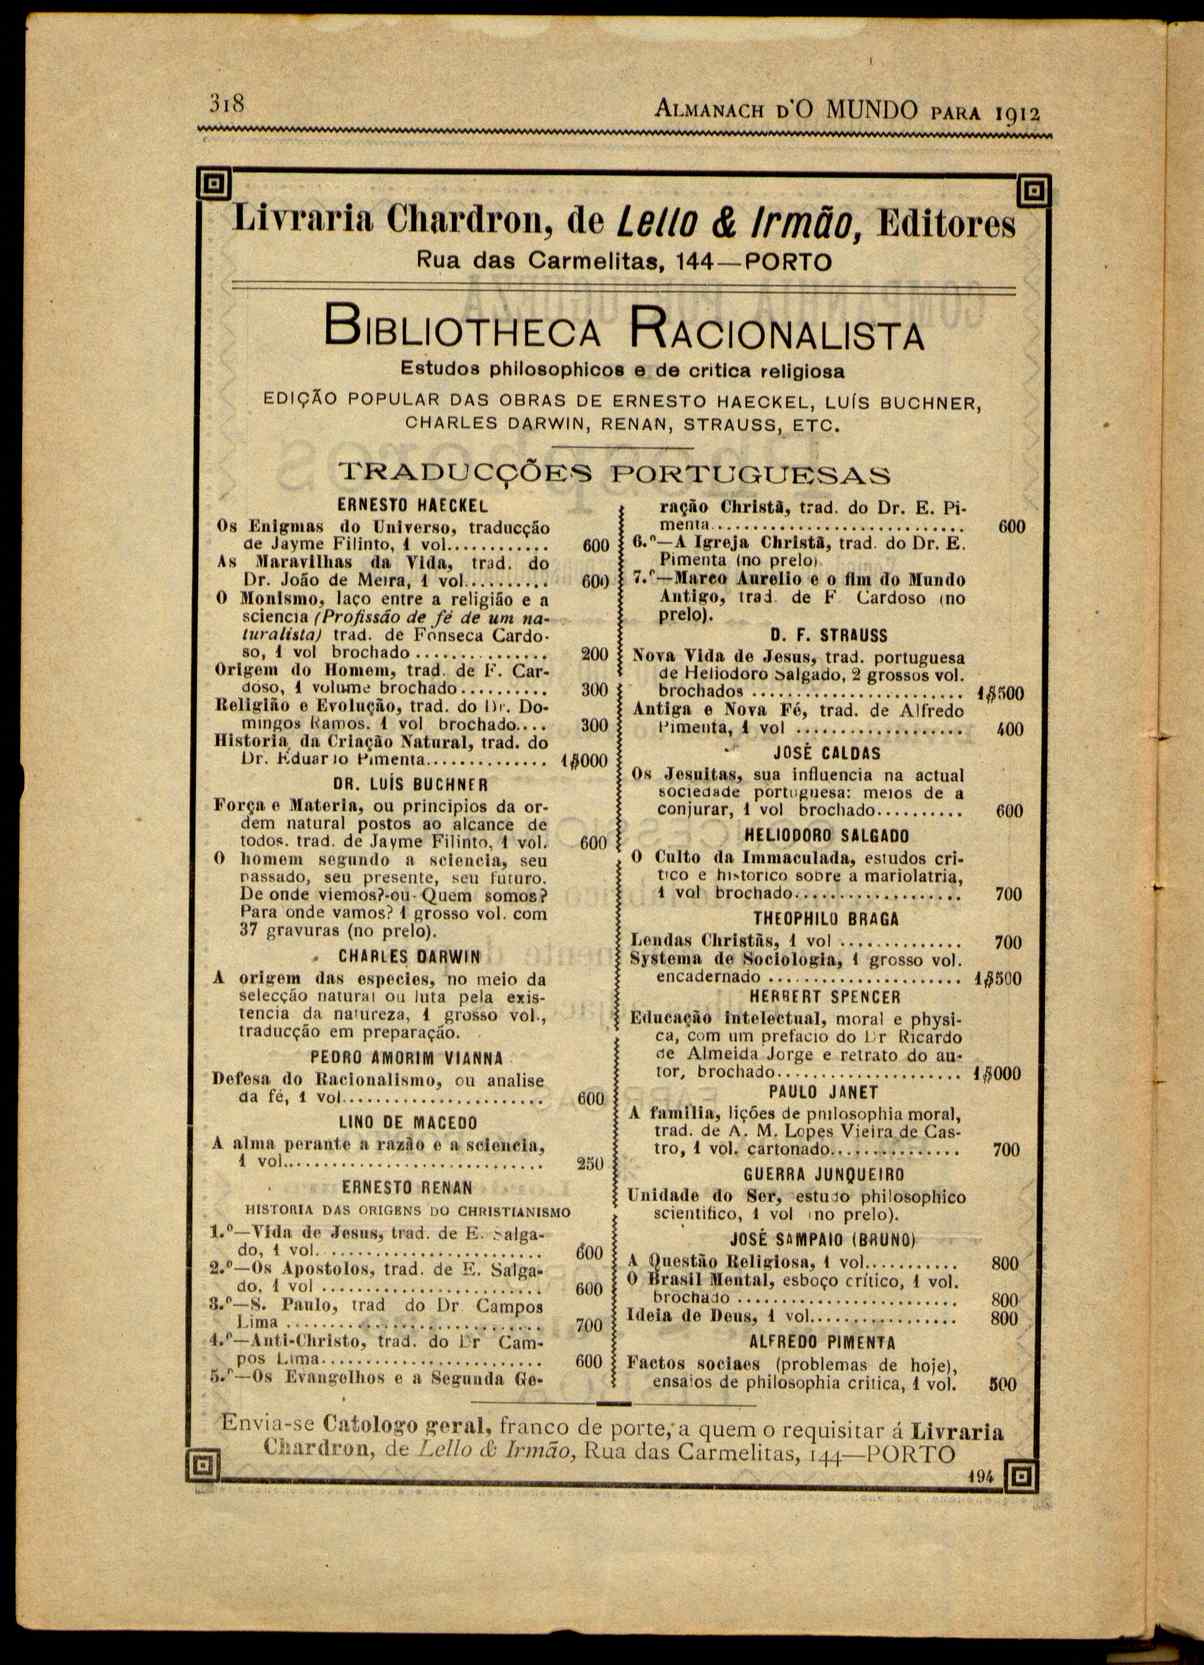 318
ALMANACH D'O MUNDO PARA 1912
Livraria Chardron, de Lello & Irmão, Editores
Rua das Carmelitas, 144—PORTO
BIBLIOTHECA RACIONALISTA
Estudos philosophicos e de critica religiosa
EDIÇÃO POPULAR DAS OBRAS DE ERNESTO HAECKEL, LUÍS BUCHNER,
CHARLES DARWIN, RENAN, STRAUSS, ETC.
TRADUCÇÕES PORTUGUESAS
ERNESTO HAECKEL
Os Enigmas do Universo, traducção
de Jayme Filinto, 1 vol............ 600
As Maravilhas da Vida, trad. do
Dr. João de Meira, 1 vol.......... 600
O Monismo, laço entre a religião e a
sciencia (Profissão de fé de um na-
turalista) trad. de Fonseca Cardo-
so, 1 vol brochado ............... 200
Origem do Homem, trad. de F. Car-
doso, 1 volume brochado.......... 300
Religião e Evolução, trad. do Dr. Do-
mingos Ramos. 1 vol brochado.... 300
Historia da Criação Natural, trad. do
Dr. Eduardo Pimenta.............. 1$000
DR. LUÍS BUCHNER
Força e Materia, ou principios da or-
dem natural postos ao alcance de
todos. trad. de Jayme Filinto, 1 vol. 600
O homem segundo a sciencia, seu
passado, seu presente, seu futuro.
De onde viemos?-ou-Quem somos?
Para onde vamos? 1 grosso vol. com
37 gravuras (no prelo).
CHARLES DARWIN
A origem das especies, no meio da
selecção natural ou luta pela exis-
tencia da natureza, 1 grosso vol.,
traducção em preparação.
PEDRO AMORIM VIANNA
Defesa do Racionalismo, ou analise
da fé, 1 vol....................... 600
LINO DE MACEDO
A alma perante a razão e a sciencia,
1 vol.............................. 250
ERNESTO RENAN
HISTORIA DAS ORIGENS DO CHRISTIANISMO
1.º—Vida de Jesus, trad. de E. Salga-
do, 1 vol.......................... 600
2.º—Os Apostolos, trad. de E. Salga-
do, 1 vol ......................... 600
3.º—S. Paulo, trad do Dr. Campos
Lima ............................. 700
4.º—Anti-Christo, trad. do Dr Cam-
pos Lima......................... 600
5.º—Os Evangelhos e a Segunda Ge-
ração Christã, trad. do Dr. E. Pi-
menta............................ 600
6.º—A Igreja Christã, trad. do Dr. E.
Pimenta (no prelo).
7.º—Marco Aurelio e o fim do Mundo
Antigo, trad. de F. Cardoso (no
prelo).
D. F. STRAUSS
Nova Vida de Jesus, trad. portuguesa
de Heliodoro Salgado, 2 grossos vol.
brochados ....................... 1$500
Antiga e Nova Fé, trad. de Alfredo
Pimenta, 1 vol ................... 400
JOSÉ CALDAS
Os Jesuitas, sua influencia na actual
sociedade portuguesa: meios de a
conjurar, 1 vol brochado.......... 600
HELIODORO SALGADO
O Culto da Immaculada, estudos cri-
tico e historico sobre a mariolatria,
1 vol brochado................... 700
THEOPHILO BRAGA
Lendas Christãs, 1 vol .............. 700
Systema de Sociologia, 1 grosso vol.
encadernado ..................... 1$500
HERBERT SPENCER
Educação intelectual, moral e physi-
ca, com um prefacio do Dr Ricardo
de Almeida Jorge e retrato do au-
tor, brochado..................... 1$000
PAULO JANET
A familia, lições de philosophia moral,
trad. de A. M. Lopes Vieira de Cas-
tro, 1 vol. cartonado............... 700
GUERRA JUNQUEIRO
Unidade do Ser, estudo philosophico
scientifico, 1 vol (no prelo).
JOSÉ SAMPAIO (BRUNO)
A Questão Religiosa, 1 vol........... 800
O Brasil Mental, esboço crítico, 1 vol.
brochado ........................ 800
Ideia de Deus, 1 vol................. 800
ALFREDO PIMENTA
Factos sociaes (problemas de hoje),
ensaios de philosophia critica, 1 vol. 500
Envia-se Catologo geral, franco de porte, a quem o requisitar á Livraria
Chardron, de Lello & Irmão, Rua das Carmelitas, 144—PORTO
194